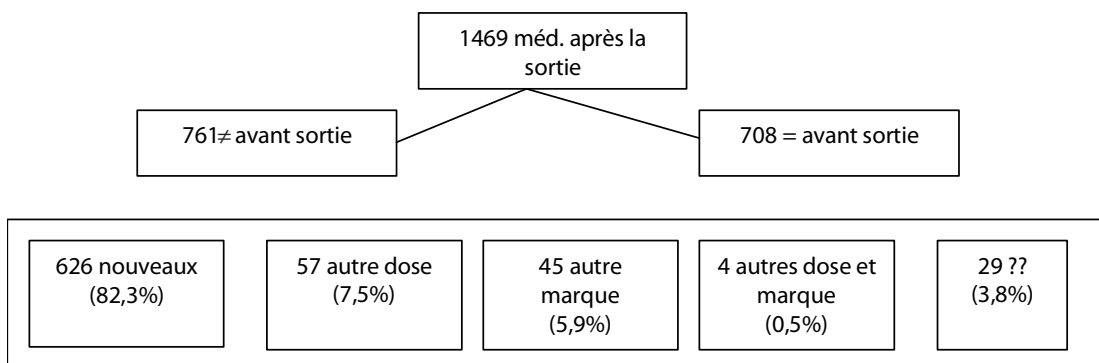 1469 méd. après la
sortie
761≠ avant sortie
708 = avant sortie
626 nouveaux
(82,3%)
57 autre dose
(7,5%)
45 autre
marque
(5,9%)
4 autres dose et
marque
(0,5%)
29 ??
(3,8%)